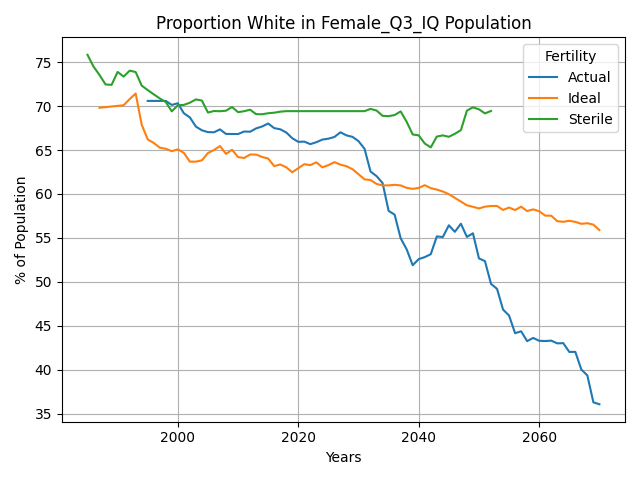 Proportion White in Female_Q3_IQ Population
Fertility
Actual
Ideal
Sterile
% of Population
75
70
65
60
55
50
45
40
35
2000
2020
2040
2060
Years